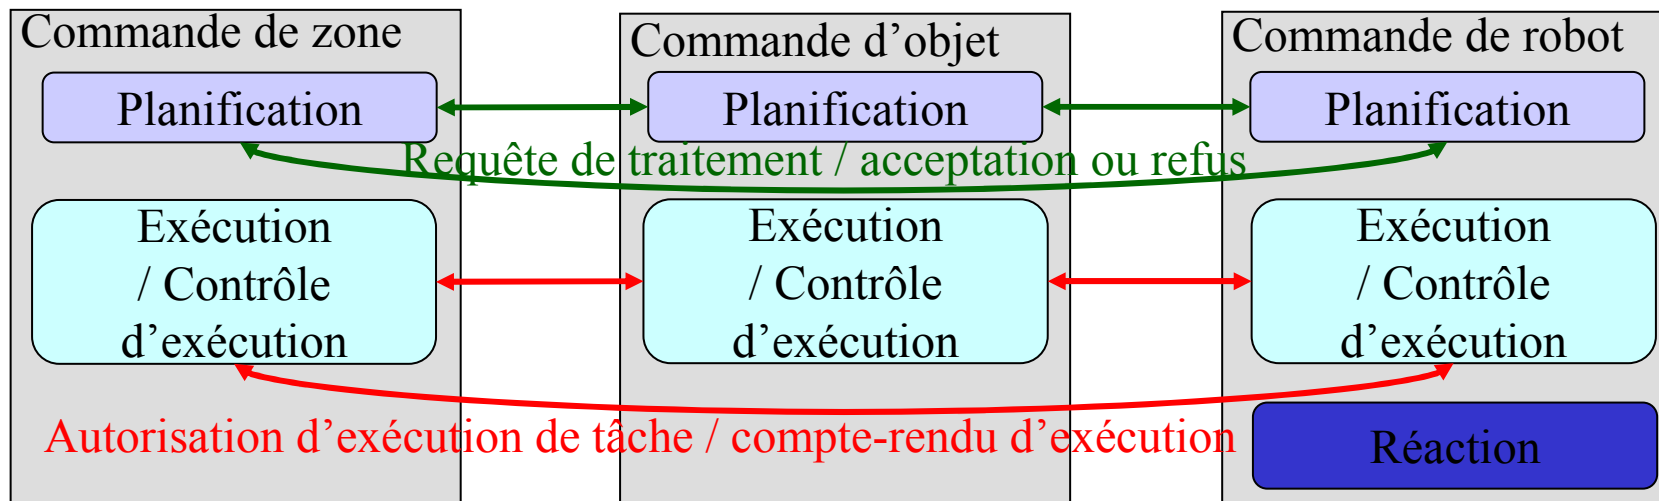 Commande de zone
Commande d’objet
Commande de robot
Planification
Planification
Planification
Requête de traitement / acceptation ou refus
Exécution
/ Contrôle
d’exécution
Exécution
/ Contrôle
d’exécution
Exécution
/ Contrôle
d’exécution
Autorisation d’exécution de tâche / compte-rendu d’exécution
Réaction